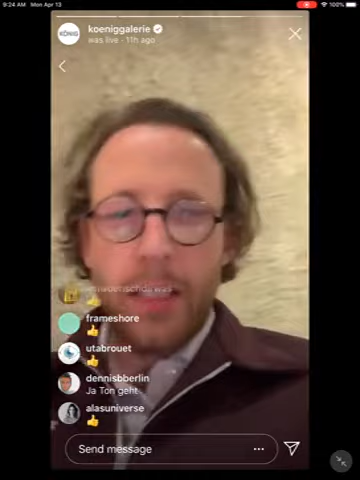 9:24 AM Mon Apr 13
100%
KÖNIG
koeniggalerie
was live · 11h ago
frameshore
utabrouet
dennisbberlin
Ja Ton geht
alasuniverse
Send message